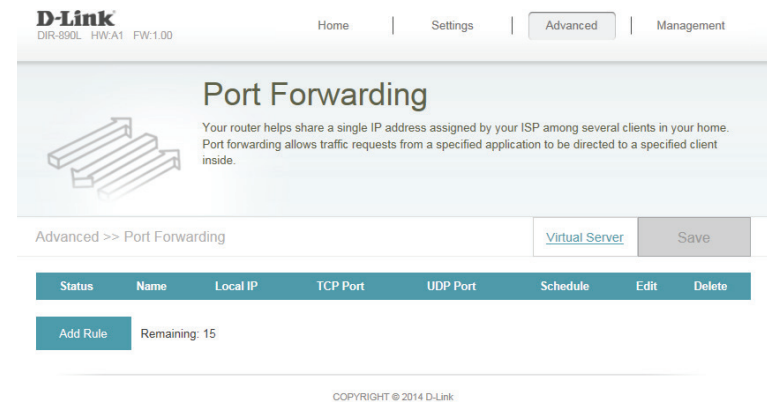 D-Link
DIR-890L HW:A1 FW:1.00
Home | Settings | Advanced | Management
Port Forwarding
Your router helps share a single IP address assigned by your ISP among several clients in your home.
Port forwarding allows traffic requests from a specified application to be directed to a specified client
inside.
Advanced >> Port Forwarding
Virtual Server
Save
Status Name Local IP TCP Port UDP Port Schedule Edit Delete
Add Rule Remaining: 15
COPYRIGHT © 2014 D-Link